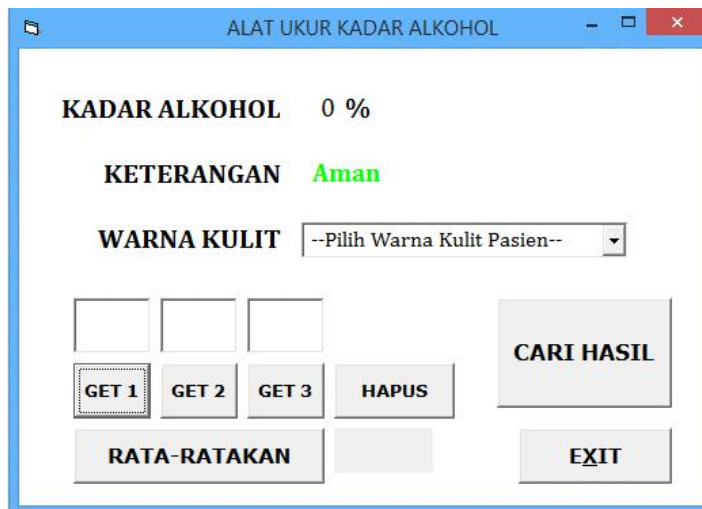 ALAT UKUR KADAR ALKOHOL
KADAR ALKOHOL 0 %
KETERANGAN Aman
WARNA KULIT --Pilih Warna Kulit Pasien--
CARI HASIL
GET 1 GET 2 GET 3 HAPUS
RATA-RATAKAN EXIT